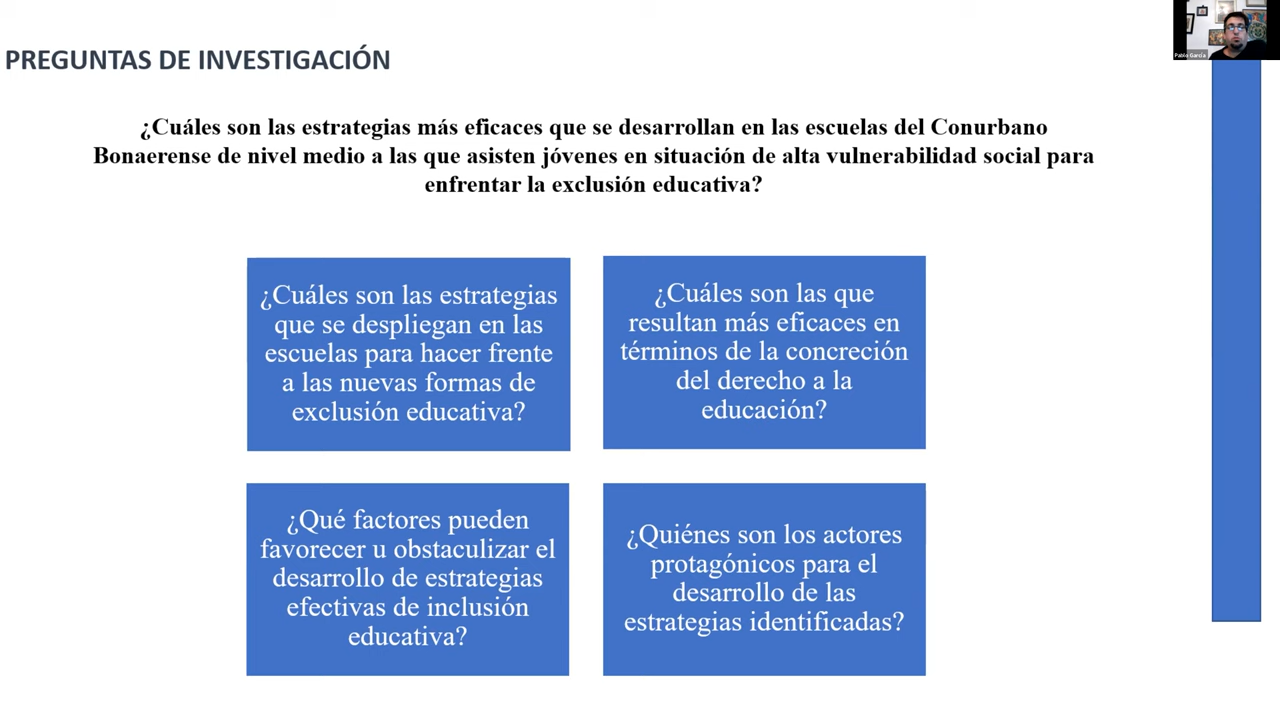 PREGUNTAS DE INVESTIGACIÓN
Pablo García
¿Cuáles son las estrategias más eficaces que se desarrollan en las escuelas del Conurbano
Bonaerense de nivel medio a las que asisten jóvenes en situación de alta vulnerabilidad social para
enfrentar la exclusión educativa?
¿Cuáles son las estrategias
que se despliegan en las
escuelas para hacer frente
a las nuevas formas de
exclusión educativa?
¿Cuáles son las que
resultan más eficaces en
términos de la concreción
del derecho a la
educación?
¿Qué factores pueden
favorecer u obstaculizar el
desarrollo de estrategias
efectivas de inclusión
educativa?
¿Quiénes son los actores
protagónicos para el
desarrollo de las
estrategias identificadas?